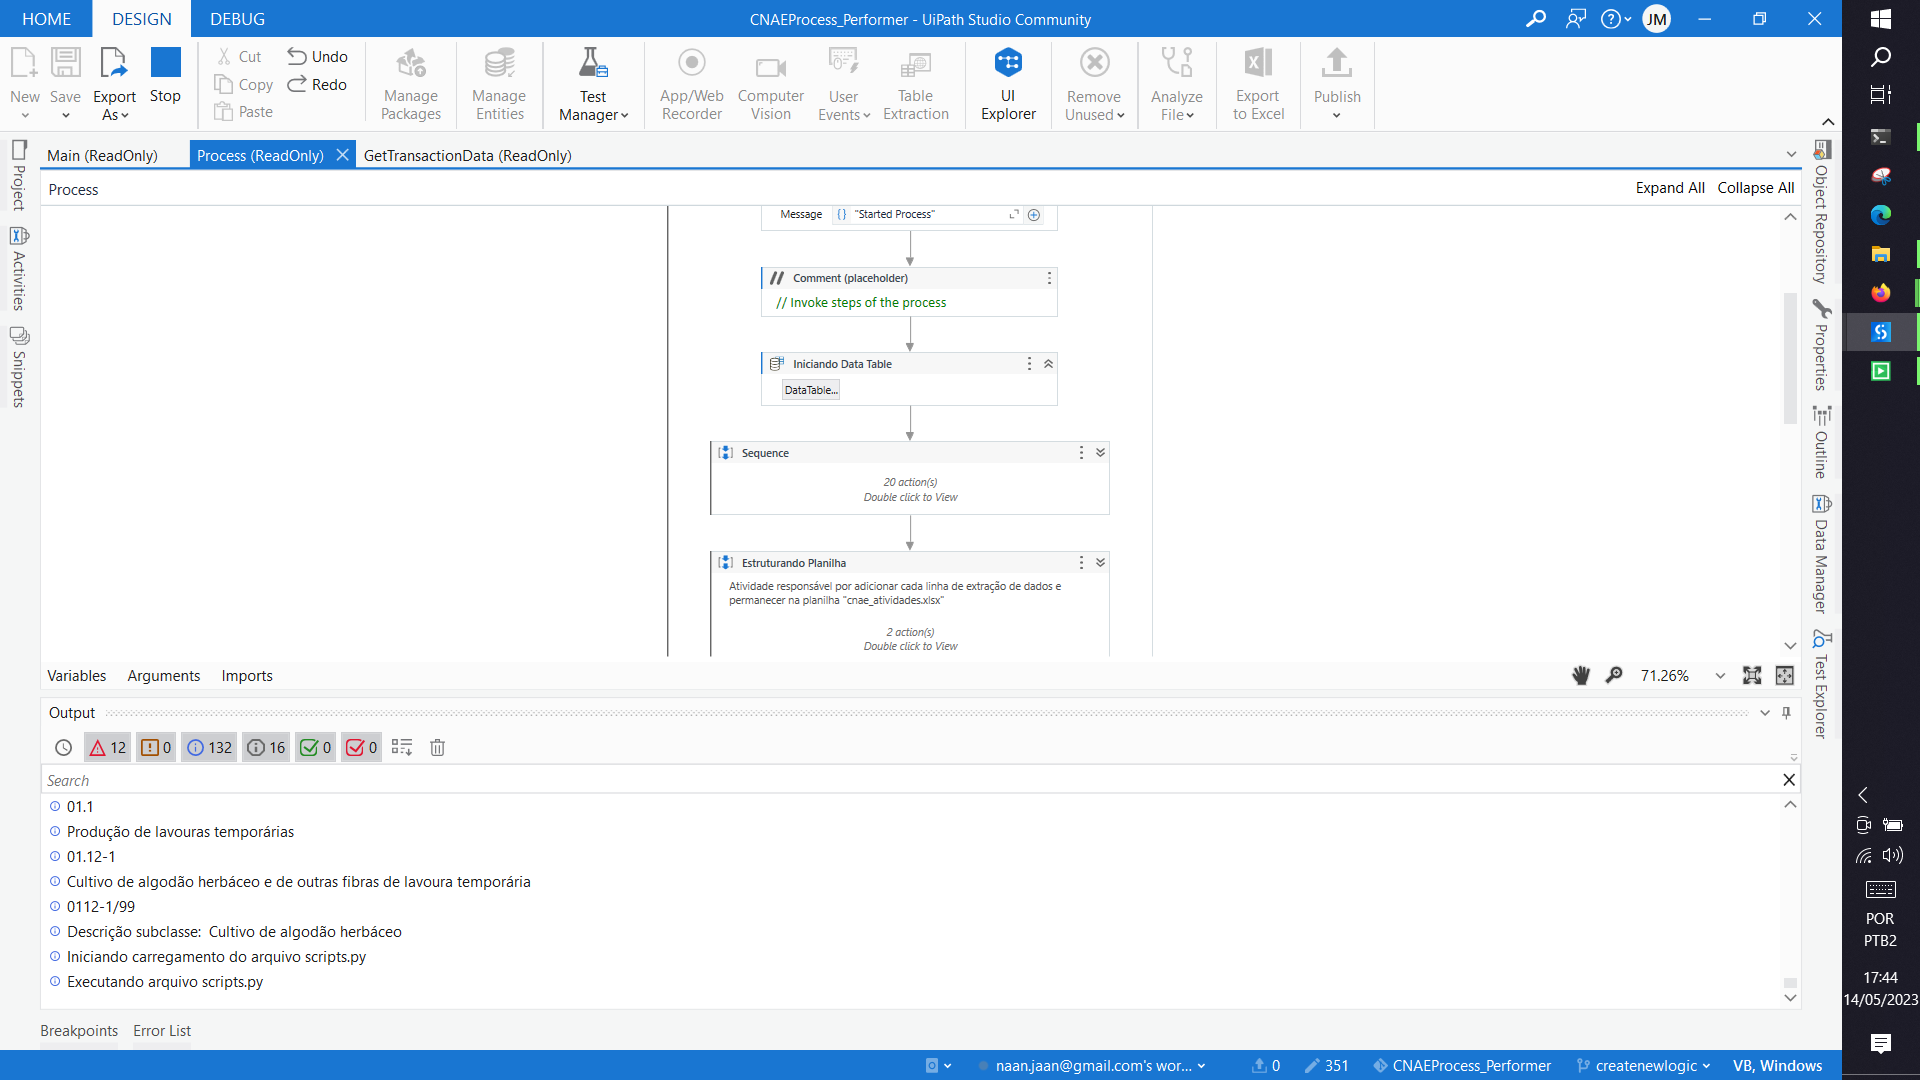 HOME DESIGN DEBUG CNAEProcess_Performer - UiPath Studio Community JM
New Save Export As Stop Cut Copy Paste Undo Redo Manage Packages Manage Entities Test Manager App/Web Recorder Computer Vision User Events Table Extraction UI Explorer Remove Unused Analyze File Export to Excel Publish
Main (ReadOnly) Process (ReadOnly) GetTransactionData (ReadOnly)
Process Expand All Collapse All
Project
Activities
Snippets
Message "Started Process"
Comment (placeholder)
// Invoke steps of the process
Iniciando Data Table
DataTable...
Sequence
20 action(s)
Double click to View
Estruturando Planilha
Atividade responsável por adicionar cada linha de extração de dados e
permanecer na planilha "cnae_atividades.xlsx"
2 action(s)
Double click to View
Object Repository
Properties
Outline
Data Manager
Test Explorer
Variables Arguments Imports 71.26%
Output
12 0 132 16 0 0
Search
01.1
Produção de lavouras temporárias
01.12-1
Cultivo de algodão herbáceo e de outras fibras de lavoura temporária
0112-1/99
Descrição subclasse: Cultivo de algodão herbáceo
Iniciando carregamento do arquivo scripts.py
Executando arquivo scripts.py
Breakpoints Error List
naan.jaan@gmail.com's wor... 0 351 CNAEProcess_Performer createnewlogic VB, Windows
POR
PTB2
17:44
14/05/2023